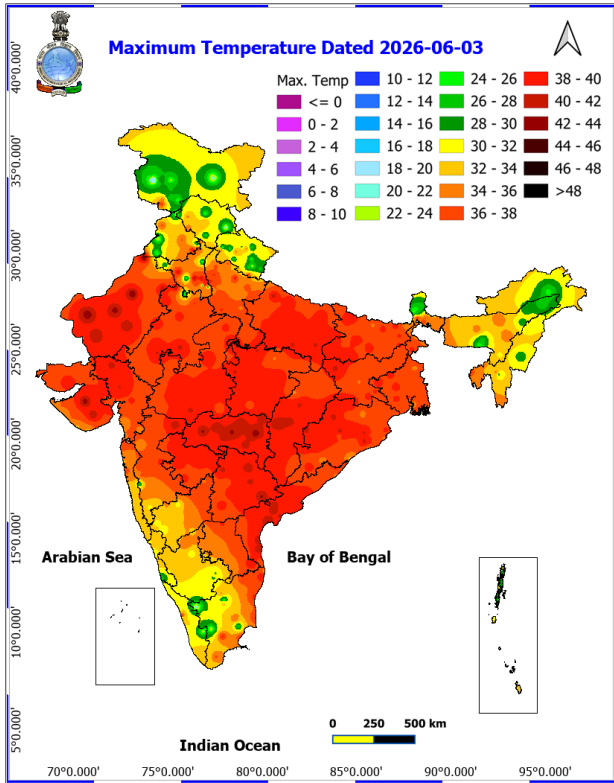 Maximum Temperature Dated 2026-06-03
Max. Temp
<= 0
0 - 2
2 - 4
4 - 6
6 - 8
8 - 10
10 - 12
12 - 14
14 - 16
16 - 18
18 - 20
20 - 22
22 - 24
24 - 26
26 - 28
28 - 30
30 - 32
32 - 34
34 - 36
36 - 38
38 - 40
40 - 42
42 - 44
44 - 46
46 - 48
>48
40°0.000'
35°0.000'
30°0.000'
25°0.000'
20°0.000'
15°0.000'
10°0.000'
5°0.000'
Arabian Sea
Bay of Bengal
Indian Ocean
0 250 500 km
70°0.000' 75°0.000' 80°0.000' 85°0.000' 90°0.000' 95°0.000'